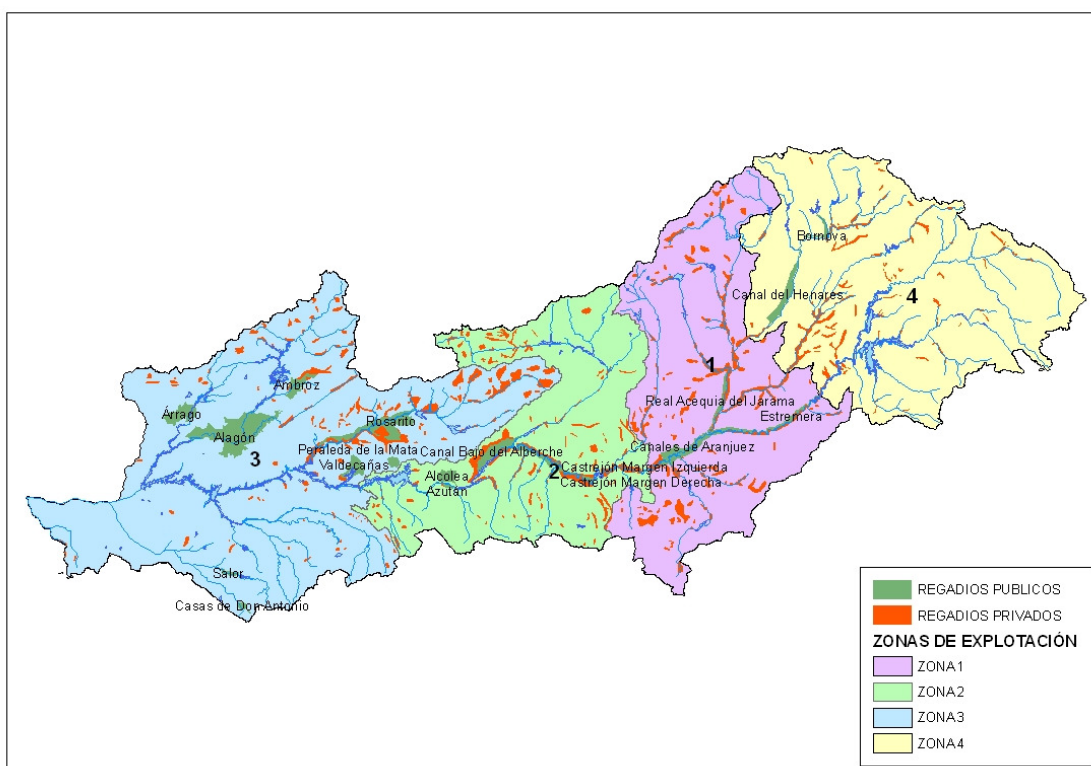 Bornova
4
Canal del Henares
1
Ambroz
Real Acequia del Jarama
Árrago
Estremera
Rosarito
Alagón
Canales de Aranjuez
Peraleda de la Mata
Canal Bajo del Alberche
3
Valdecañas
Castrejón Margen Izquierda
2
Alcolea
Castrejón Margen Derecha
Azután
Salor
Casas de Don Antonio
REGADIOS PUBLICOS
REGADIOS PRIVADOS
ZONAS DE EXPLOTACIÓN
ZONA1
ZONA2
ZONA3
ZONA4